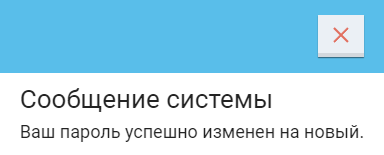 Сообщение системы
Ваш пароль успешно изменен на новый.